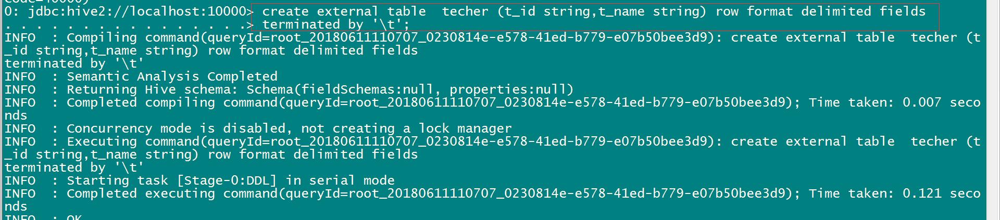 code=40000)
0: jdbc:hive2://localhost:10000> create external table  techer (t_id string,t_name string) row format delimited fields
. . . . . . . . . . . . . . . .> terminated by '\t';
INFO  : Compiling command(queryId=root_20180611110707_0230814e-e578-41ed-b779-e07b50bee3d9): create external table  techer (t
_id string,t_name string) row format delimited fields
terminated by '\t'
INFO  : Semantic Analysis Completed
INFO  : Returning Hive schema: Schema(fieldSchemas:null, properties:null)
INFO  : Completed compiling command(queryId=root_20180611110707_0230814e-e578-41ed-b779-e07b50bee3d9); Time taken: 0.007 seco
nds
INFO  : Concurrency mode is disabled, not creating a lock manager
INFO  : Executing command(queryId=root_20180611110707_0230814e-e578-41ed-b779-e07b50bee3d9): create external table  techer (t
_id string,t_name string) row format delimited fields
terminated by '\t'
INFO  : Starting task [Stage-0:DDL] in serial mode
INFO  : Completed executing command(queryId=root_20180611110707_0230814e-e578-41ed-b779-e07b50bee3d9); Time taken: 0.121 seco
nds
INFO  : OK